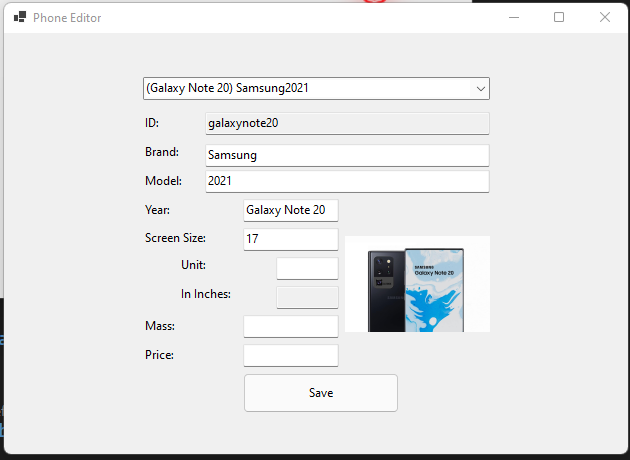 Phone Editor
(Galaxy Note 20) Samsung2021
ID: galaxynote20
Brand: Samsung
Model: 2021
Year: Galaxy Note 20
Screen Size: 17
Unit:
In Inches:
SAMSUNG
Galaxy Note 20
Mass:
Price:
Save